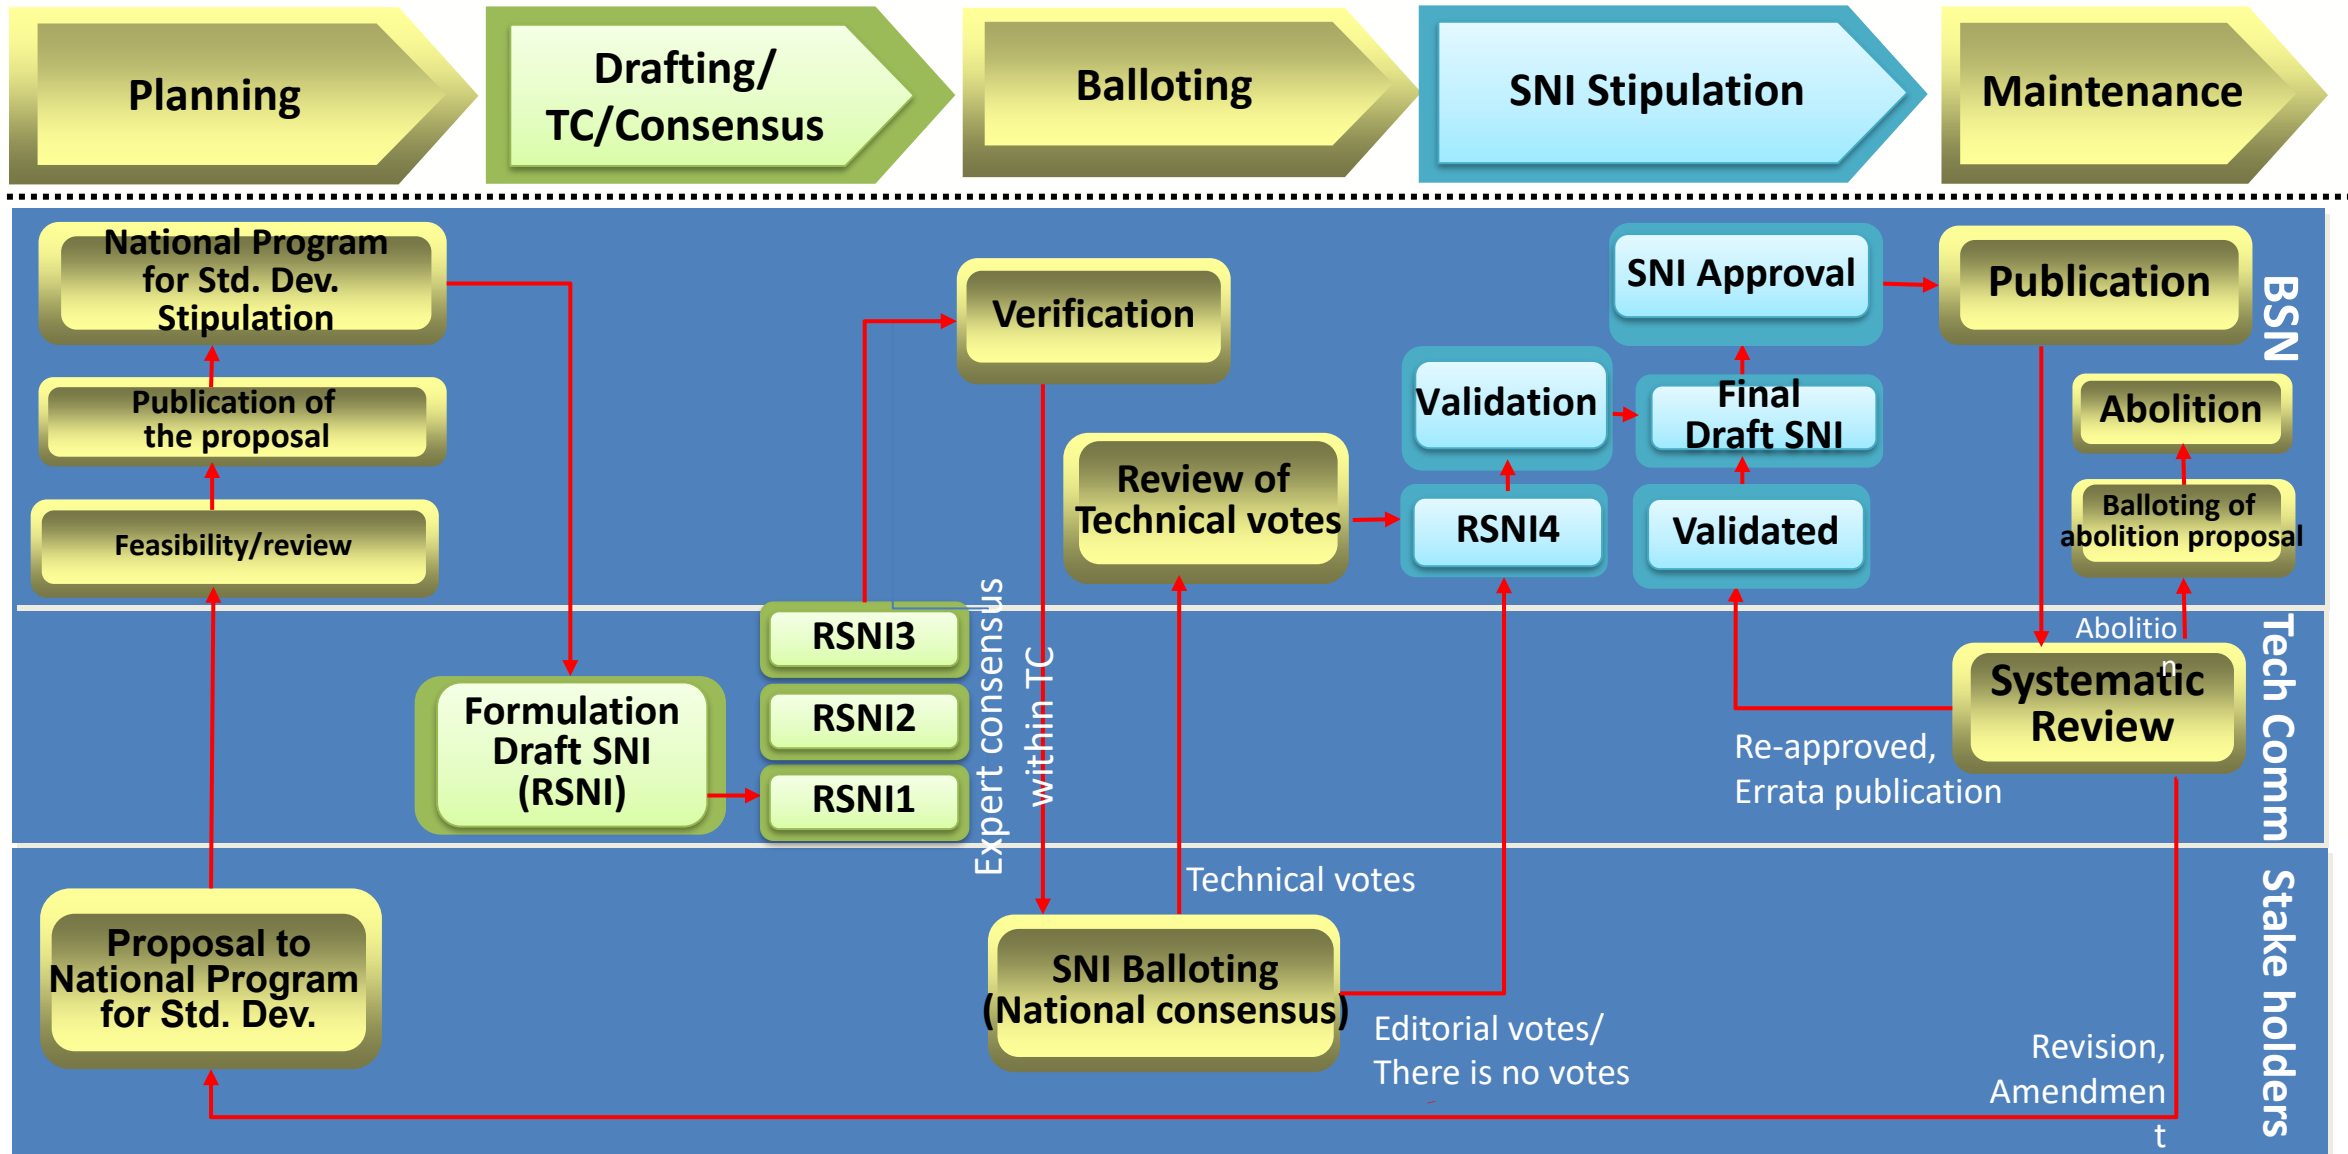 Planning
Drafting/
TC/Consensus
Balloting
SNI Stipulation
Maintenance
National Program
for Std. Dev.
Stipulation
Publication of
the proposal
Feasibility/review
Proposal to
National Program
for Std. Dev.
Formulation
Draft SNI
(RSNI)
RSNI3
RSNI2
RSNI1
Expert consensus
within TC
Verification
Review of
Technical votes
Technical votes
SNI Balloting
(National consensus)
Editorial votes/
There is no votes
RSNI4
Validation
SNI Approval
Final
Draft SNI
Validated
Re-approved,
Errata publication
Publication
Abolition
Balloting of
abolition proposal
Abolitio
n
Systematic
Review
Revision,
Amendmen
t
BSN
Tech Comm
Stake holders